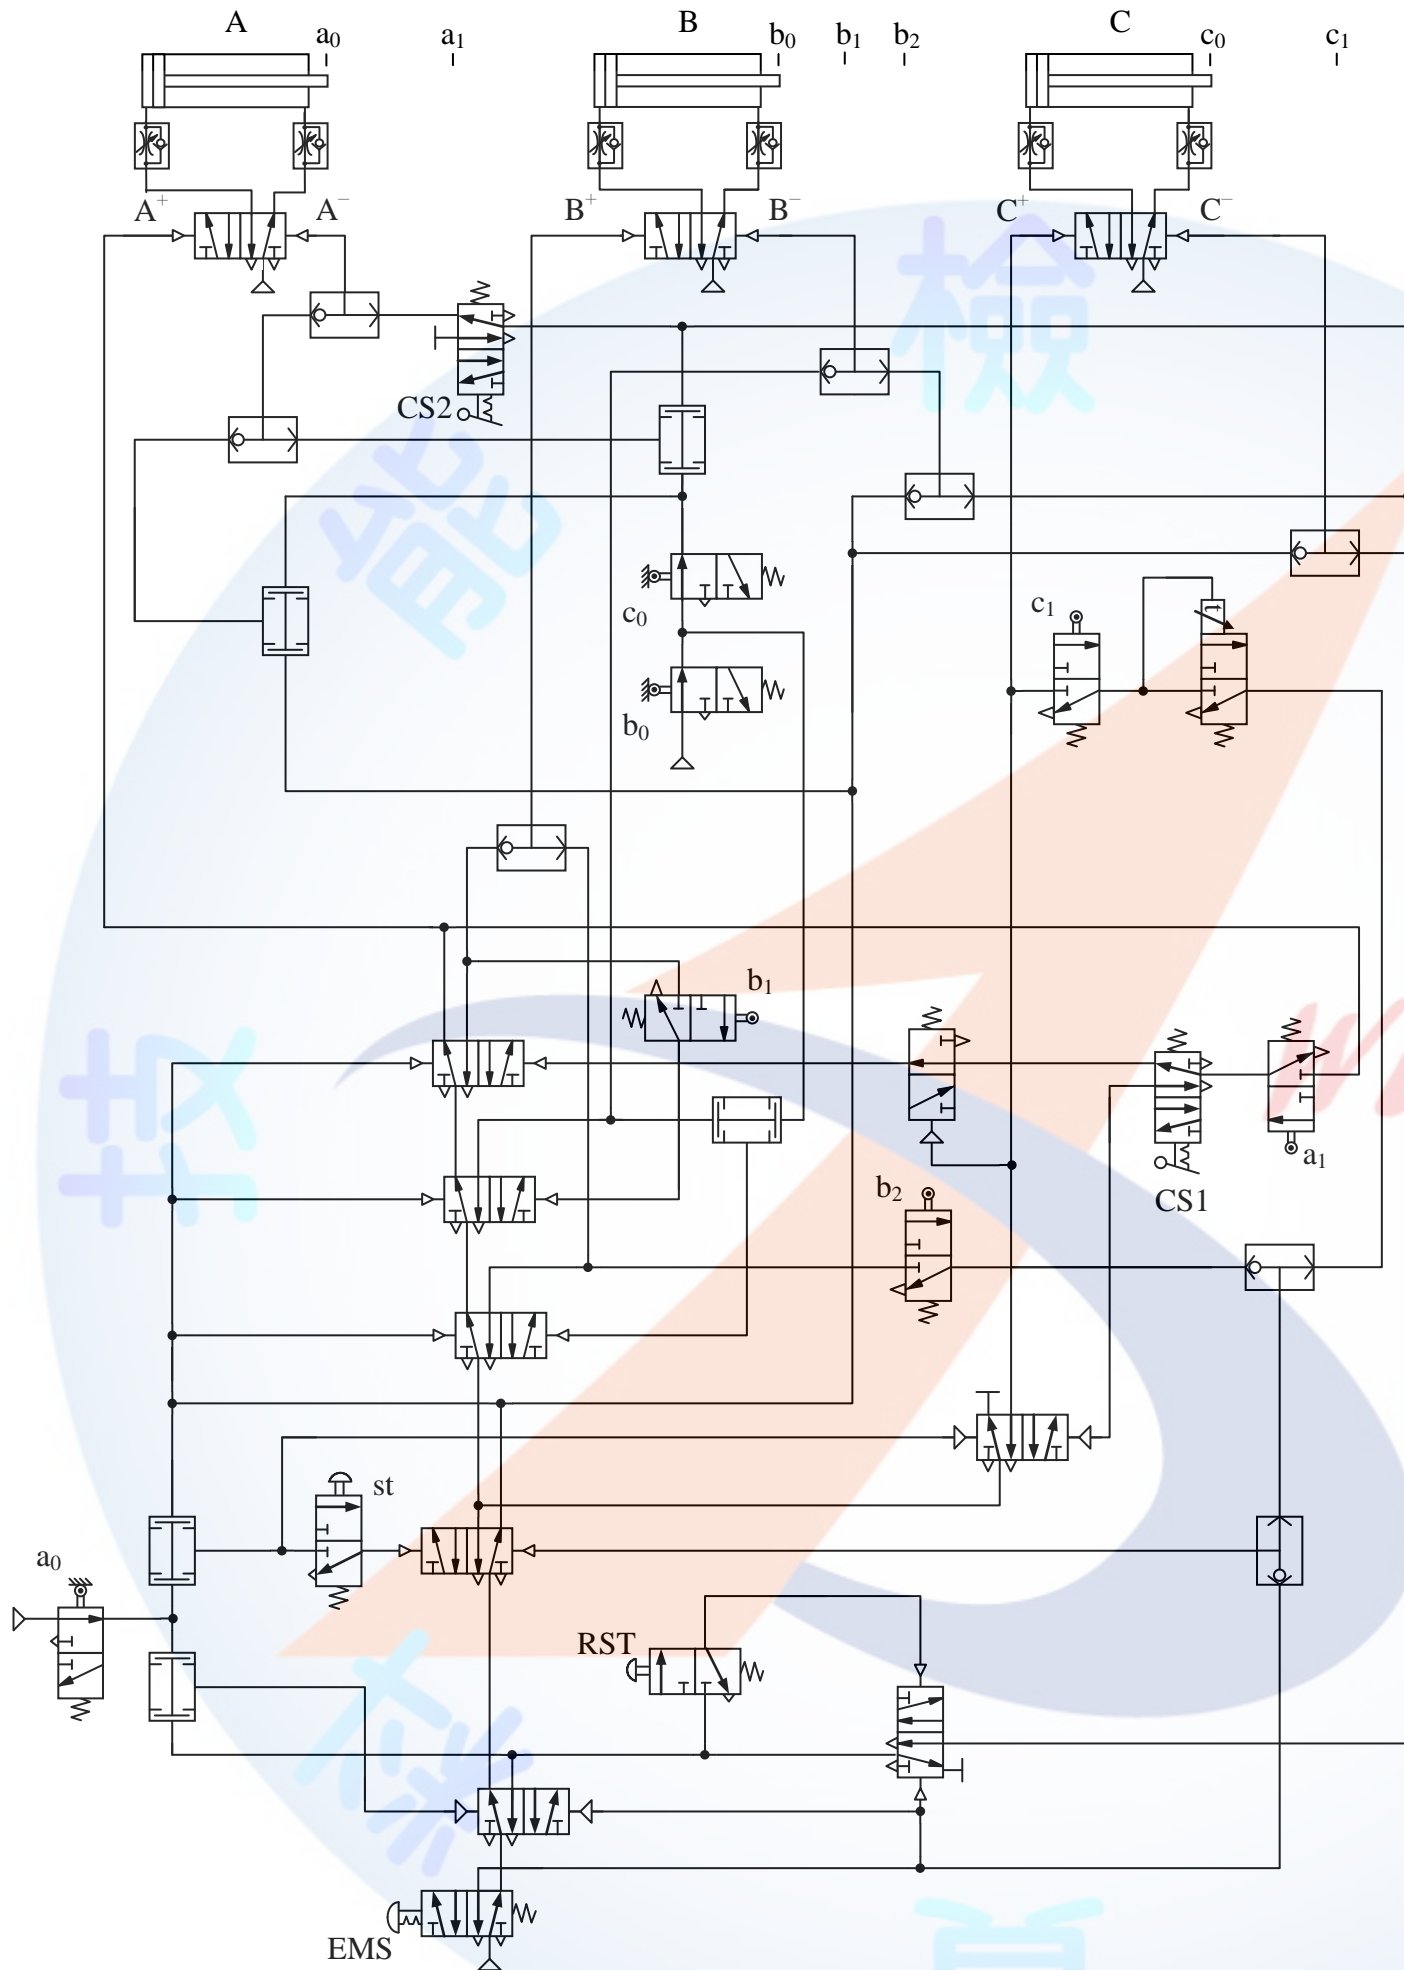 A B C
a₀ a₁ b₀ b₁ b₂ c₀ c₁
A⁺ A⁻ B⁺ B⁻ C⁺ C⁻
CS2
c₀
c₁ t
b₀
b₁
b₂
a₁
CS1
st
a₀
RST
EMS